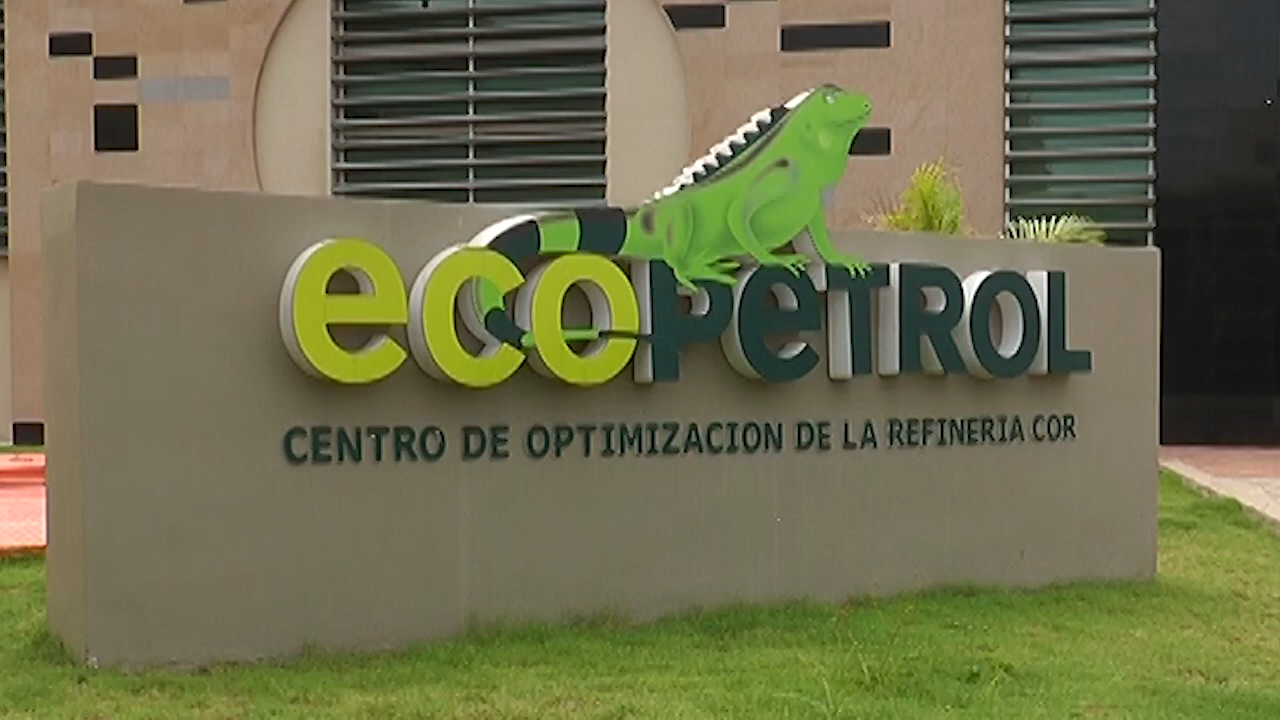 ecoPeTROL
CENTRO DE OPTIMIZACION DE LA REFINERIA COR